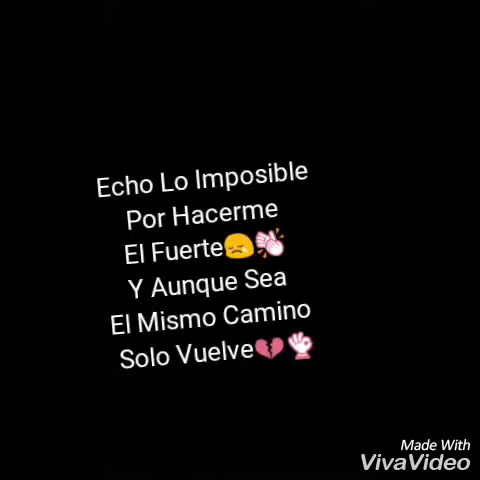 Echo Lo Imposible
Por Hacerme
El Fuerte😢👏
Y Aunque Sea
El Mismo Camino
Solo Vuelve💔👌
Made With
VivaVideo